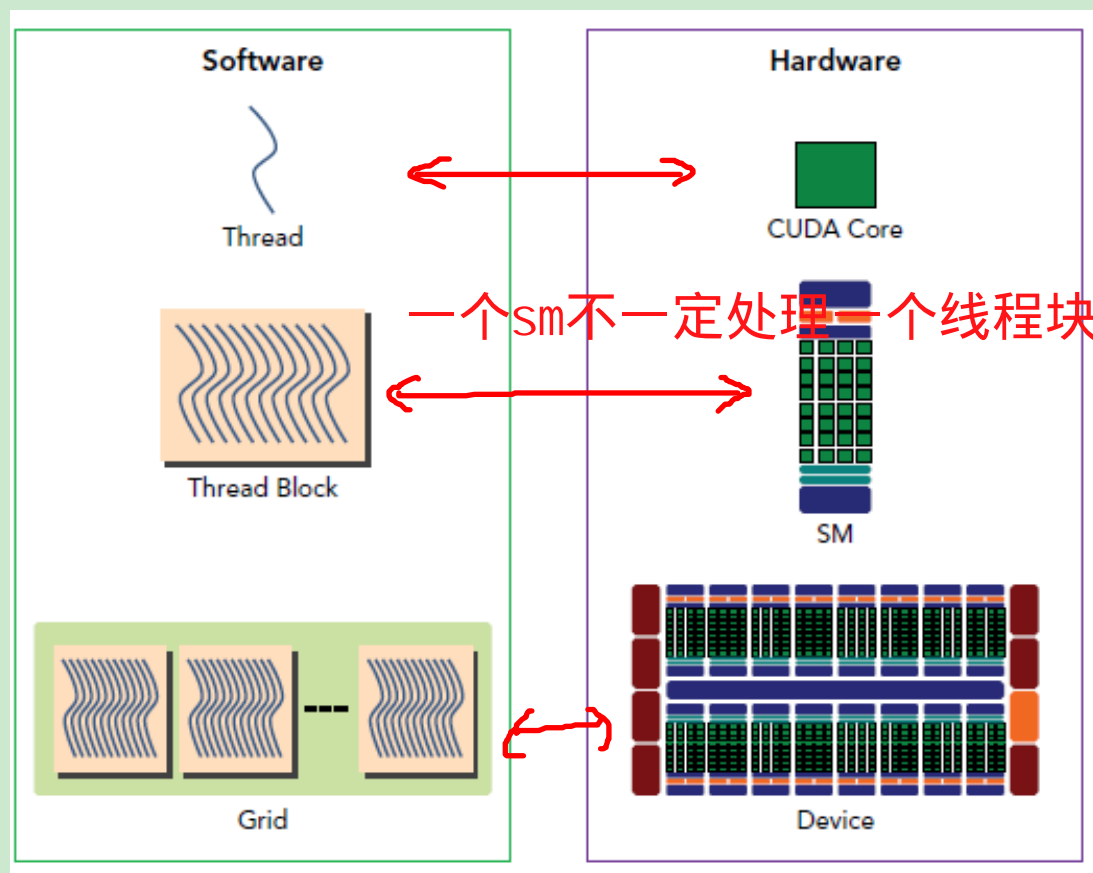 Software
Hardware
Thread
CUDA Core
一个sm不一定处理一个线程块
Thread Block
SM
Grid
Device